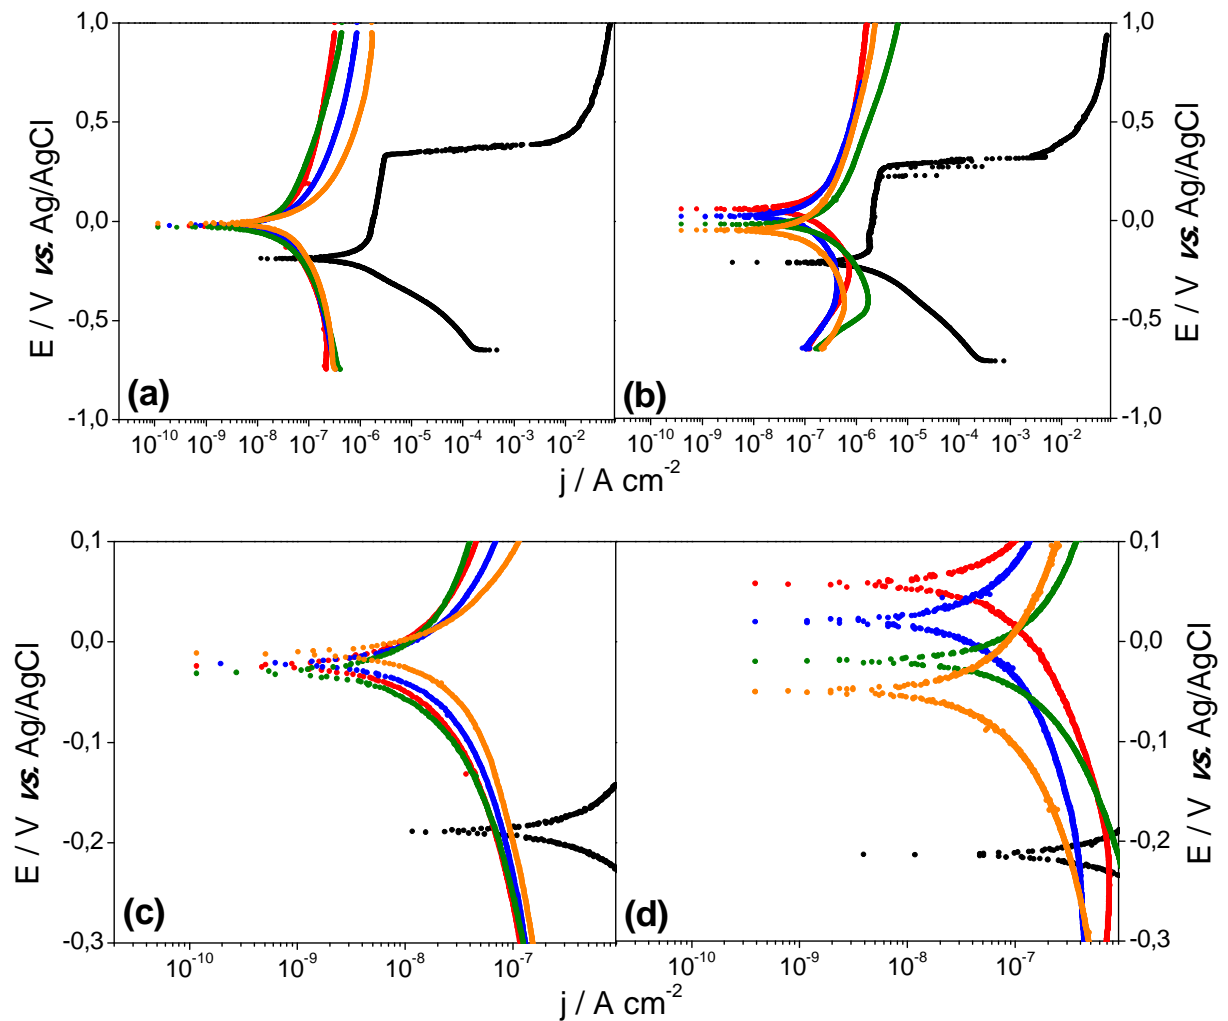 1,0
0,5
0,0
-0,5
-1,0
E / V vs. Ag/AgCl
(a)
10-10 10-9 10-8 10-7 10-6 10-5 10-4 10-3 10-2
1,0
0,5
0,0
-0,5
-1,0
E / V vs. Ag/AgCl
(b)
10-10 10-9 10-8 10-7 10-6 10-5 10-4 10-3 10-2
j / A cm-2
0,1
0,0
-0,1
-0,2
-0,3
E / V vs. Ag/AgCl
(c)
10-10 10-9 10-8 10-7
0,1
0,0
-0,1
-0,2
-0,3
E / V vs. Ag/AgCl
(d)
10-10 10-9 10-8 10-7
j / A cm-2